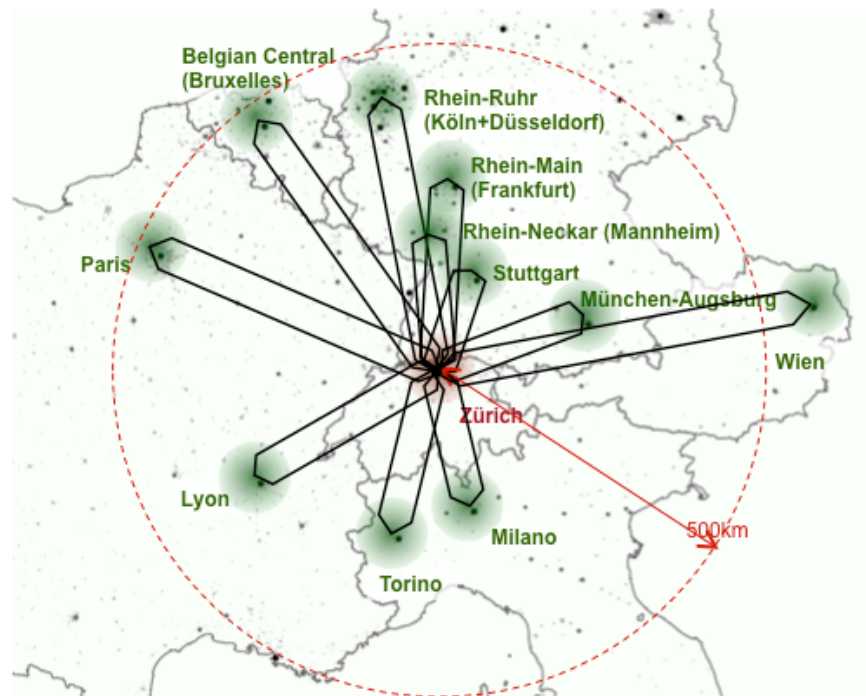 Belgian Central
(Bruxelles)
Rhein-Ruhr
(Köln+Düsseldorf)
Rhein-Main
(Frankfurt)
Rhein-Neckar (Mannheim)
Paris
Stuttgart
München-Augsburg
Wien
Zürich
Lyon
500km
Milano
Torino